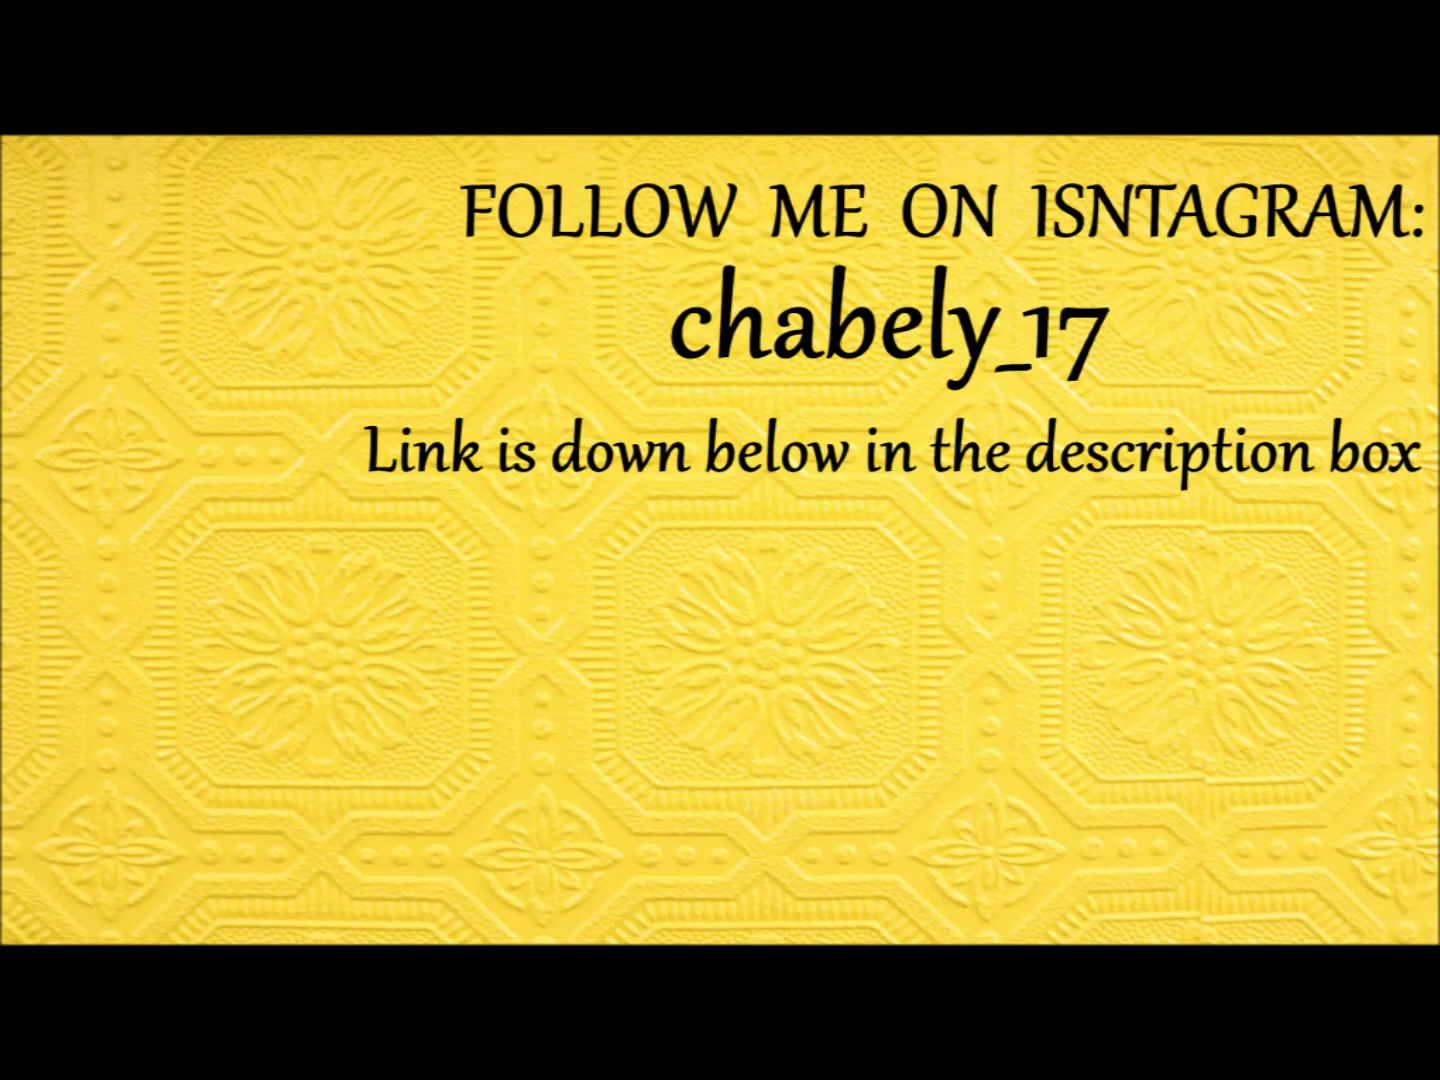 FOLLOW ME ON ISNTAGRAM:
chabely_17
Link is down below in the description box